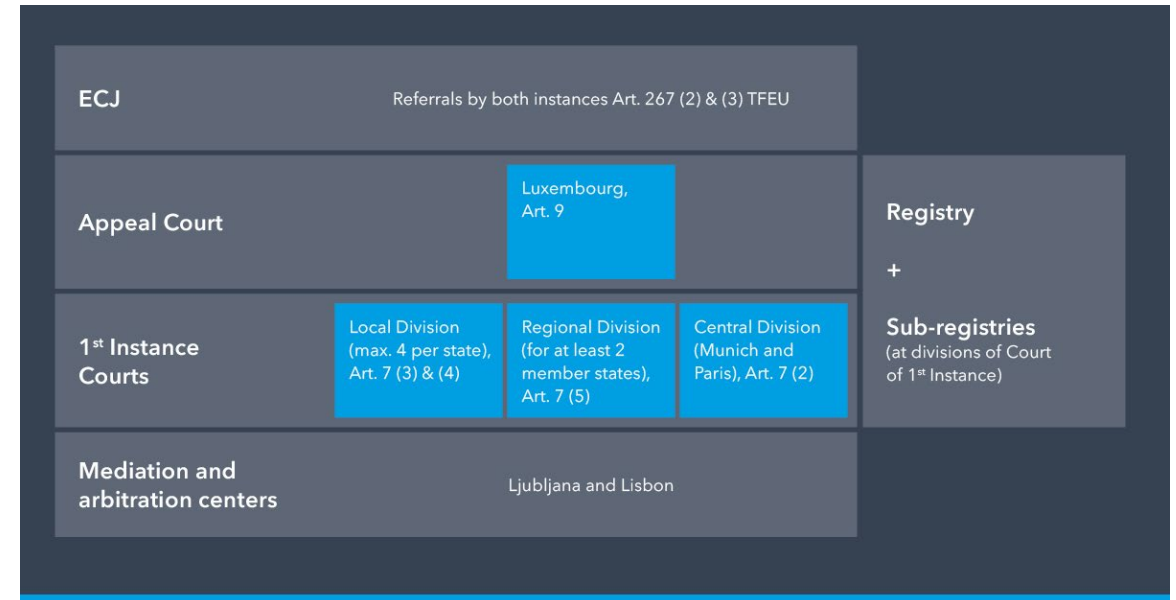 ECJ
Referrals by both instances Art. 267 (2) & (3) TFEU
Appeal Court
Luxembourg,
Art. 9
1st Instance
Courts
Local Division
(max. 4 per state),
Art. 7 (3) & (4)
Regional Division
(for at least 2
member states),
Art. 7 (5)
Central Division
(Munich and
Paris), Art. 7 (2)
Mediation and
arbitration centers
Ljubljana and Lisbon
Registry
+
Sub-registries
(at divisions of Court
of 1st Instance)